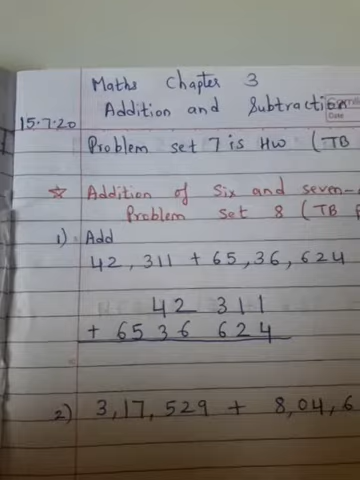 Maths Chapter 3
Addition and Subtraction
Date
15.7.20
Problem set 7 is HW (TB
☆ Addition of Six and seven-
Problem set 8 (TB
1) Add
42,311 + 65,36,624
42 311
+ 6536 624
2) 3,17,529 + 8,04,6